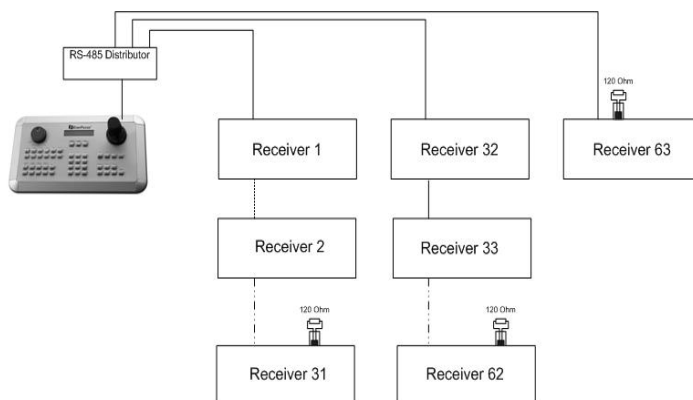 RS-485 Distributor
120 Ohm
Receiver 1
Receiver 32
Receiver 63
Receiver 2
Receiver 33
120 Ohm
120 Ohm
Receiver 31
Receiver 62